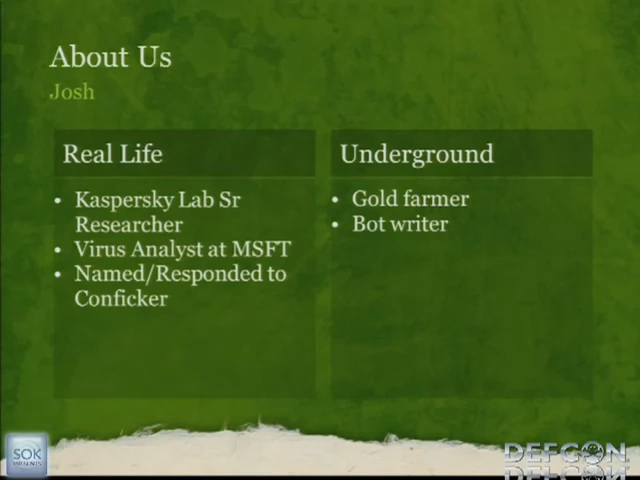 About Us
Josh
Real Life
Underground
• Kaspersky Lab Sr
Researcher
• Virus Analyst at MSFT
• Named/Responded to
Conficker
• Gold farmer
• Bot writer
SOK
PRESENTS
DEFCON